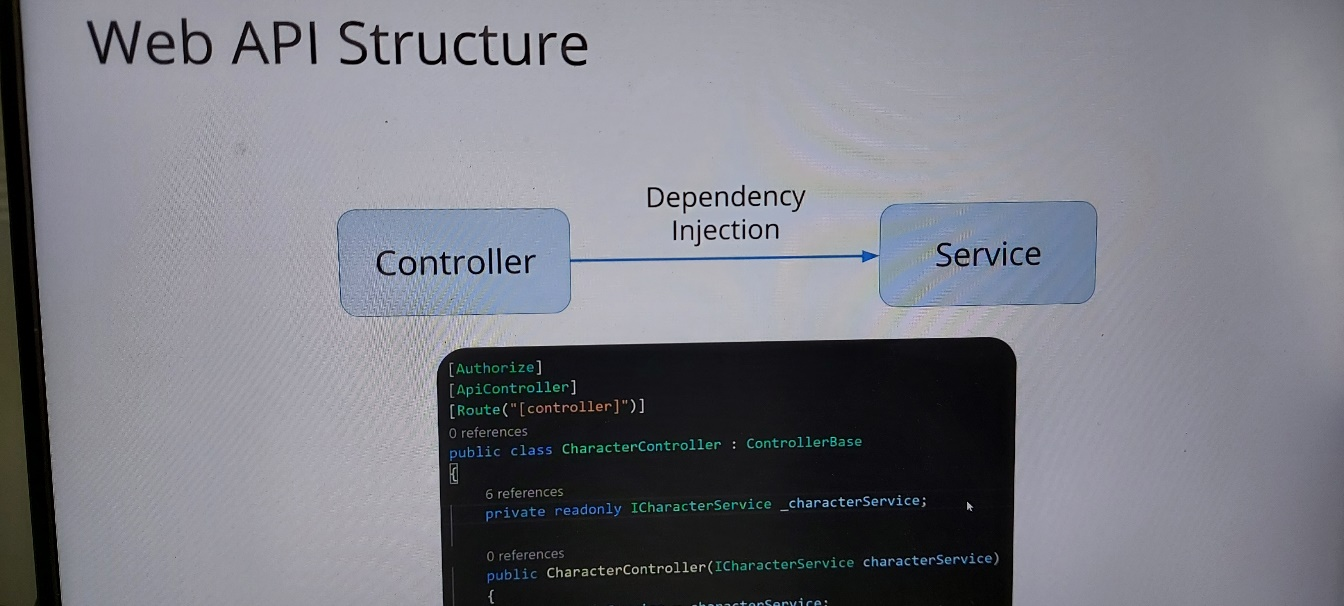 Web API Structure
Dependency
Injection
Controller
Service
[Authorize]
[ApiController]
[Route("[controller]")]
0 references
public class CharacterController : ControllerBase
{
6 references
private readonly ICharacterService _characterService;
0 references
public CharacterController(ICharacterService characterService)
{
characterService;